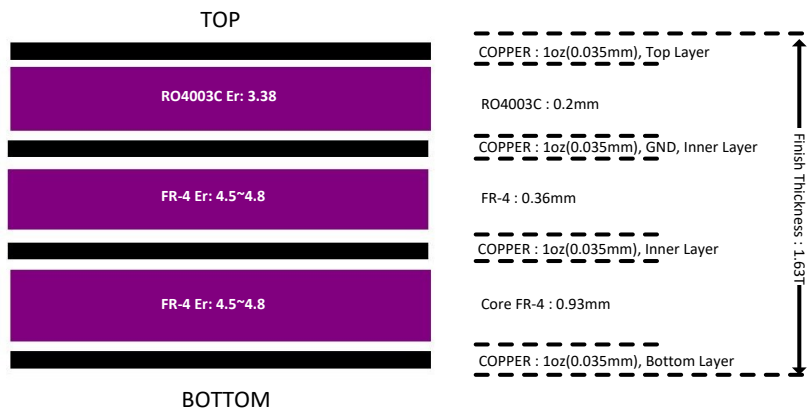 TOP
COPPER : 1oz(0.035mm), Top Layer
RO4003C Er: 3.38
RO4003C : 0.2mm
COPPER : 1oz(0.035mm), GND, Inner Layer
FR-4 Er: 4.5~4.8
FR-4 : 0.36mm
COPPER : 1oz(0.035mm), Inner Layer
FR-4 Er: 4.5~4.8
Core FR-4 : 0.93mm
COPPER : 1oz(0.035mm), Bottom Layer
BOTTOM
Finish Thickness : 1.63T